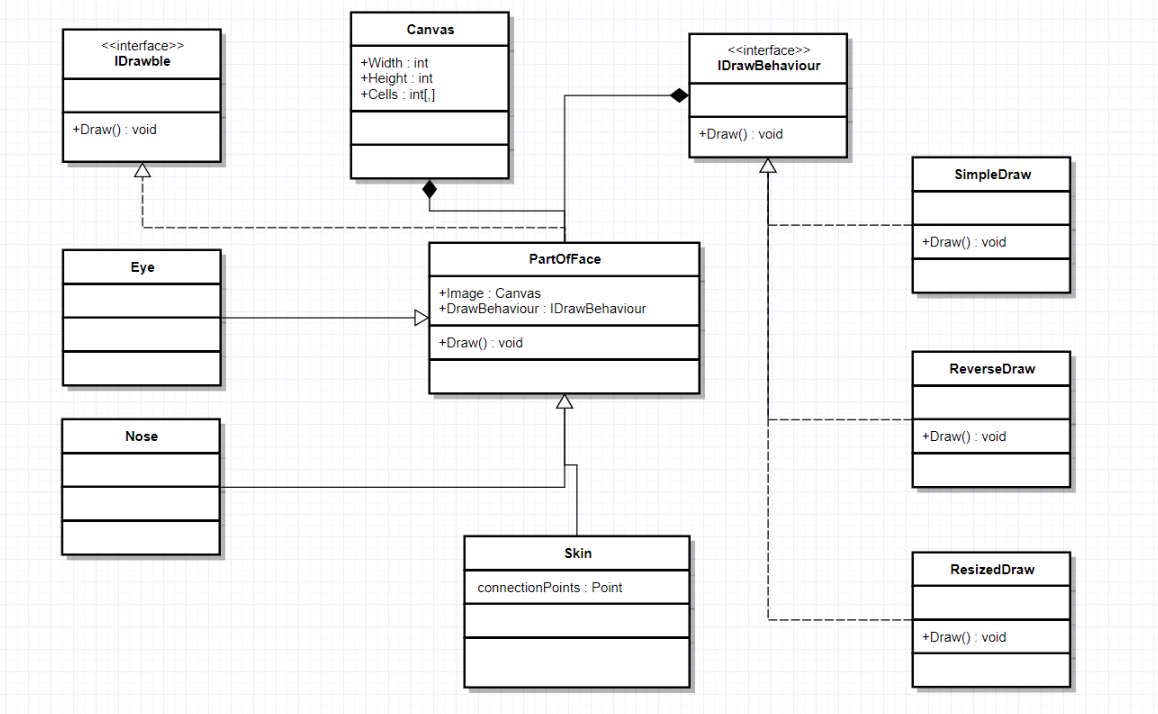 <<interface>>
IDrawble
+Draw() : void
Canvas
+Width : int
+Height : int
+Cells : int[,]
<<interface>>
IDrawBehaviour
+Draw() : void
SimpleDraw
+Draw() : void
Eye
PartOfFace
+Image : Canvas
+DrawBehaviour : IDrawBehaviour
+Draw() : void
ReverseDraw
+Draw() : void
Nose
Skin
connectionPoints : Point
ResizedDraw
+Draw() : void